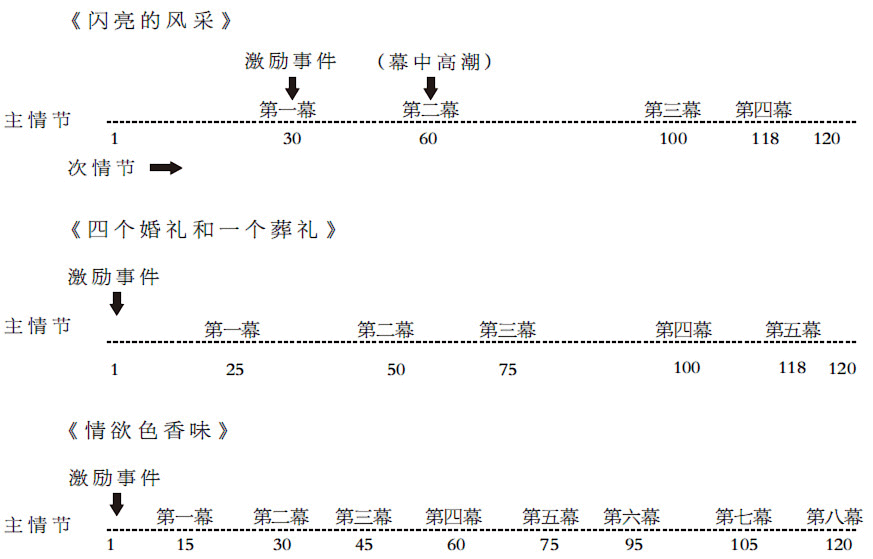 《闪亮的风采》
激励事件 (幕中高潮)
第一幕 第二幕 第三幕 第四幕
主情节
1 30 60 100 118 120
次情节
《四个婚礼和一个葬礼》
激励事件
主情节 第一幕 第二幕 第三幕 第四幕 第五幕
1 25 50 75 100 118 120
《情欲色香味》
激励事件
第一幕 第二幕 第三幕 第四幕 第五幕 第六幕 第七幕 第八幕
主情节
1 15 30 45 60 75 95 105 120